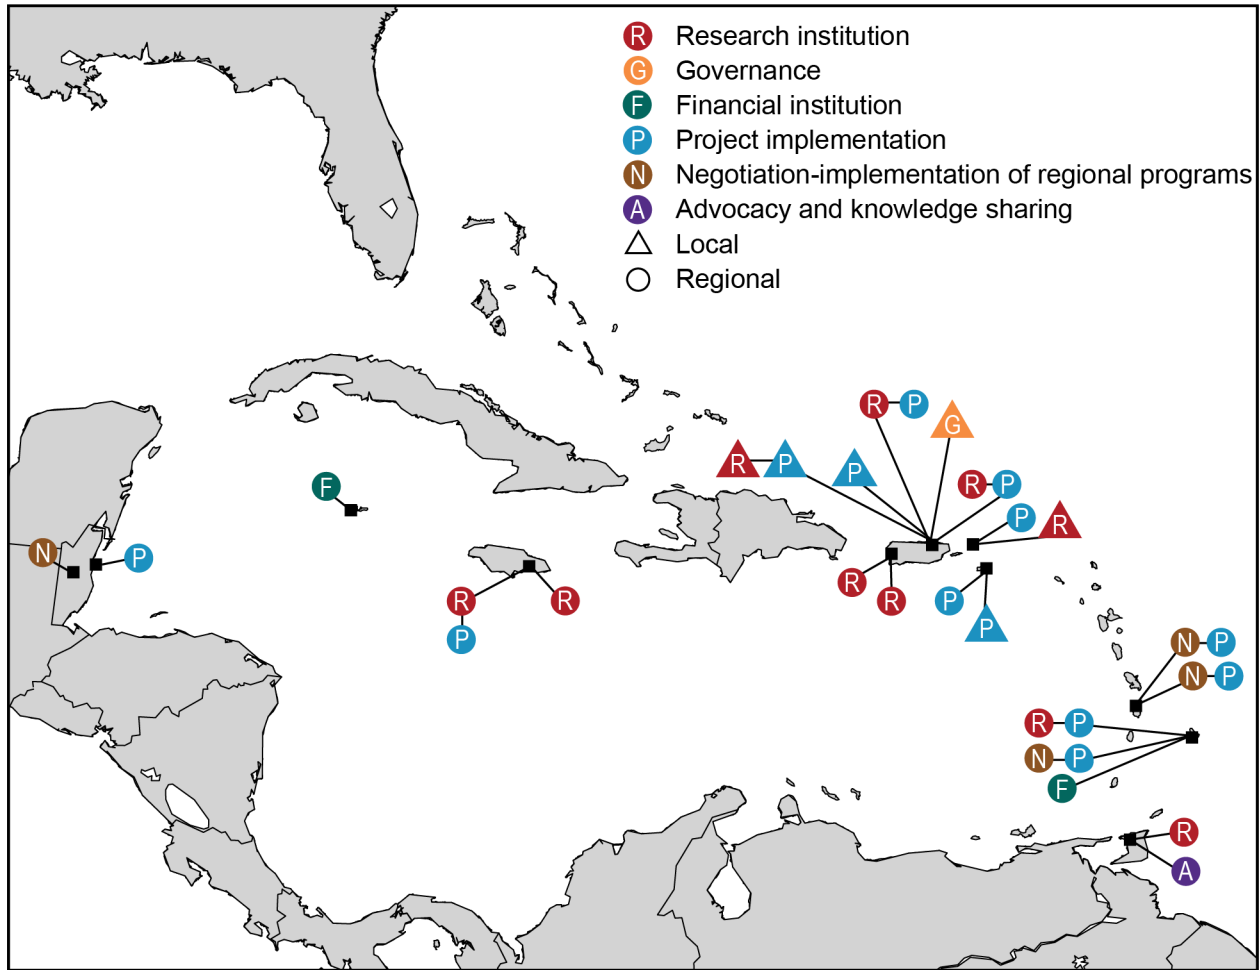 R Research institution
G Governance
F Financial institution
P Project implementation
N Negotiation-implementation of regional programs
A Advocacy and knowledge sharing
Local
Regional
R P
G
R P
P
F
R P
P
R
N
P
R
R
R
R
P
P
P
N P
N P
R P
N P
F
R
A